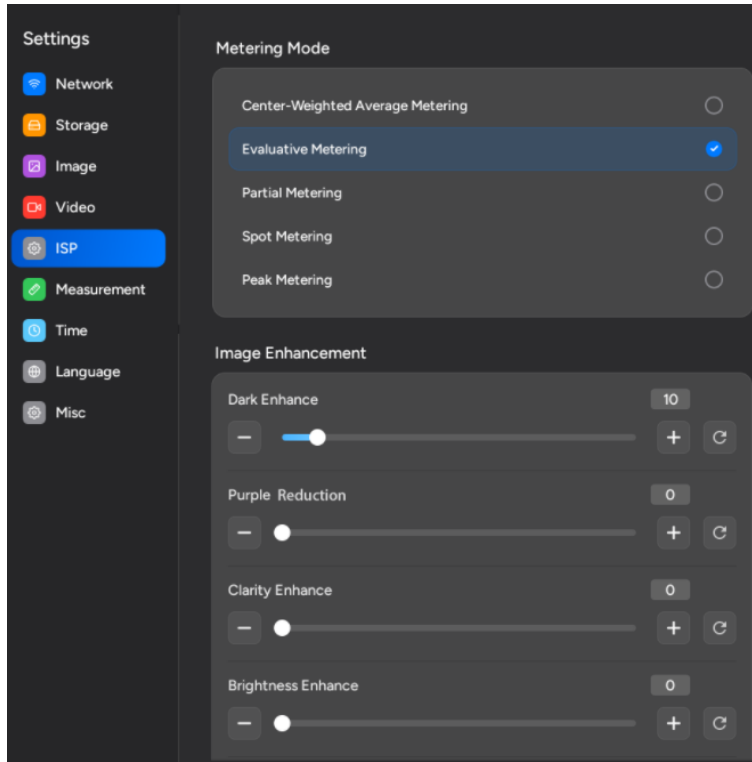 Settings
Network
Storage
Image
Video
ISP
Measurement
Time
Language
Misc
Metering Mode
Center-Weighted Average Metering
Evaluative Metering
Partial Metering
Spot Metering
Peak Metering
Image Enhancement
Dark Enhance 10
Purple Reduction 0
Clarity Enhance 0
Brightness Enhance 0